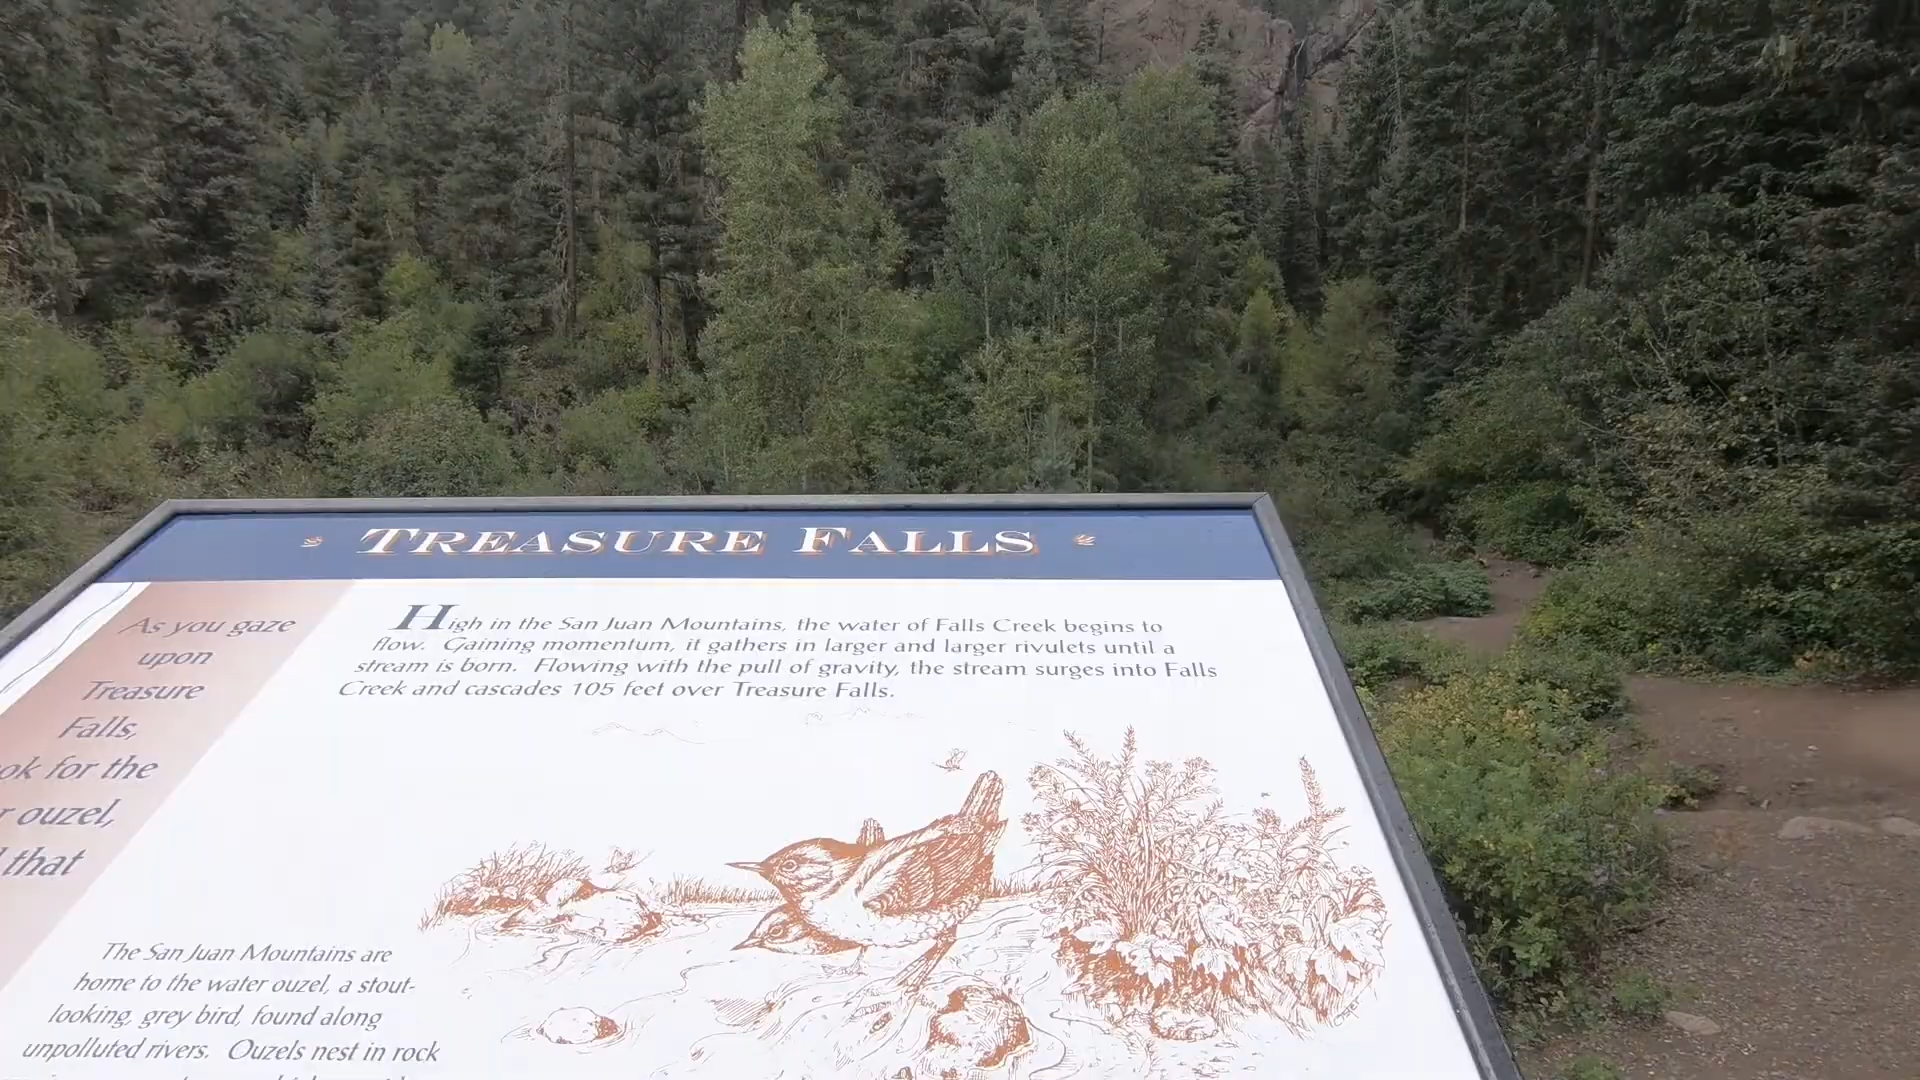 TREASURE FALLS
As you gaze
upon
Treasure
Falls,
for the
ouzel,
that
High in the San Juan Mountains, the water of Falls Creek begins to
flow. Gaining momentum, it gathers in larger and larger rivulets until a
stream is born. Flowing with the pull of gravity, the stream surges into Falls
Creek and cascades 105 feet over Treasure Falls.
The San Juan Mountains are
home to the water ouzel, a stout-
looking, grey bird, found along
unpolluted rivers. Ouzels nest in rock